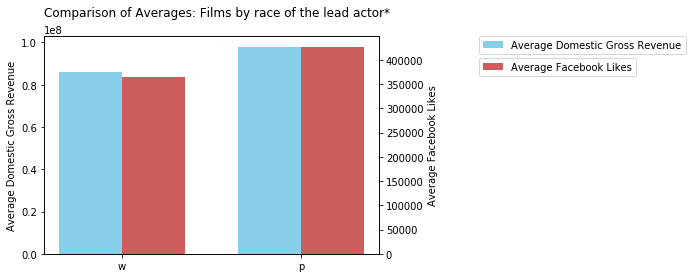 Comparison of Averages: Films by race of the lead actor*
1e8
Average Domestic Gross Revenue
1.0
0.8
0.6
0.4
0.2
0.0
w
p
400000
350000
300000
250000
200000
150000
100000
50000
0
Average Facebook Likes
Average Domestic Gross Revenue
Average Facebook Likes